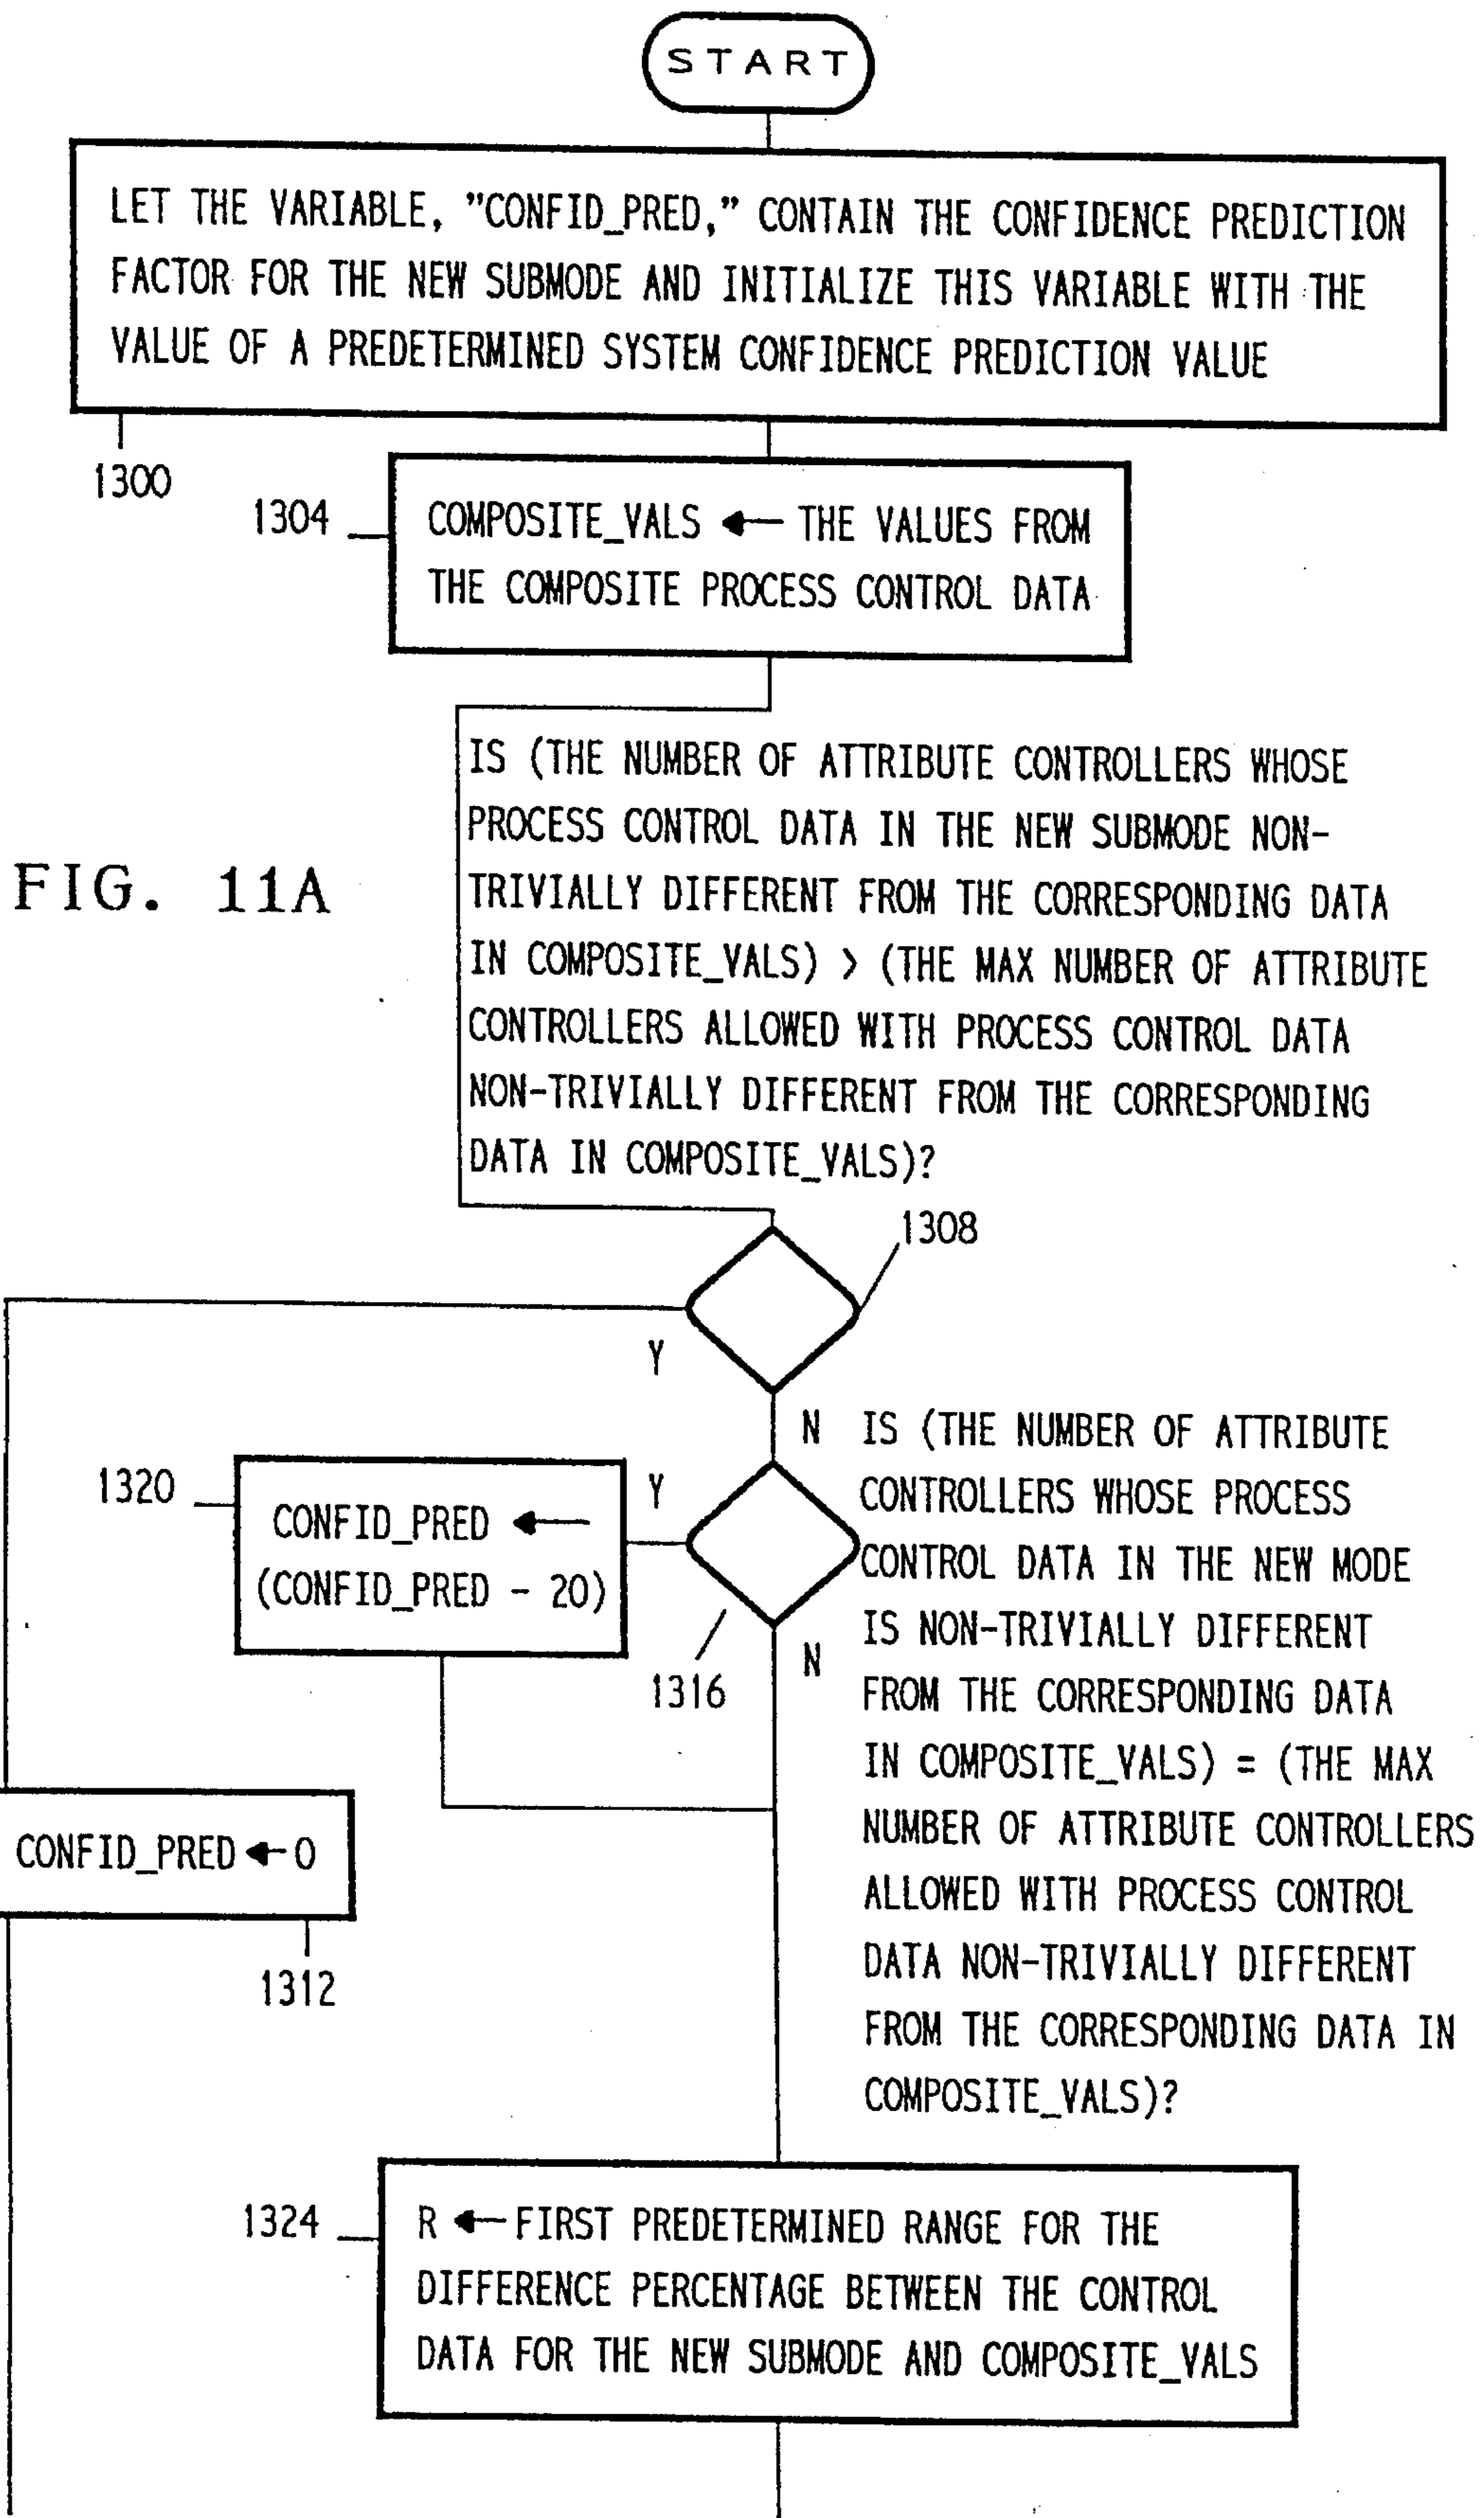 START
LET THE VARIABLE, "CONFID_PRED," CONTAIN THE CONFIDENCE PREDICTION
FACTOR FOR THE NEW SUBMODE AND INITIALIZE THIS VARIABLE WITH THE
VALUE OF A PREDETERMINED SYSTEM CONFIDENCE PREDICTION VALUE
1300
1304
COMPOSITE_VALS ← THE VALUES FROM
THE COMPOSITE PROCESS CONTROL DATA
IS (THE NUMBER OF ATTRIBUTE CONTROLLERS WHOSE
PROCESS CONTROL DATA IN THE NEW SUBMODE NON-
TRIVIALLY DIFFERENT FROM THE CORRESPONDING DATA
IN COMPOSITE_VALS) > (THE MAX NUMBER OF ATTRIBUTE
CONTROLLERS ALLOWED WITH PROCESS CONTROL DATA
NON-TRIVIALLY DIFFERENT FROM THE CORRESPONDING
DATA IN COMPOSITE_VALS)?
FIG. 11A
1308
Y
N
IS (THE NUMBER OF ATTRIBUTE
CONTROLLERS WHOSE PROCESS
CONTROL DATA IN THE NEW MODE
IS NON-TRIVIALLY DIFFERENT
FROM THE CORRESPONDING DATA
IN COMPOSITE_VALS) = (THE MAX
NUMBER OF ATTRIBUTE CONTROLLERS
ALLOWED WITH PROCESS CONTROL
DATA NON-TRIVIALLY DIFFERENT
FROM THE CORRESPONDING DATA IN
COMPOSITE_VALS)?
1316
Y
N
1320
CONFID_PRED ←
(CONFID_PRED - 20)
CONFID_PRED ← 0
1312
1324
R ← FIRST PREDETERMINED RANGE FOR THE
DIFFERENCE PERCENTAGE BETWEEN THE CONTROL
DATA FOR THE NEW SUBMODE AND COMPOSITE_VALS